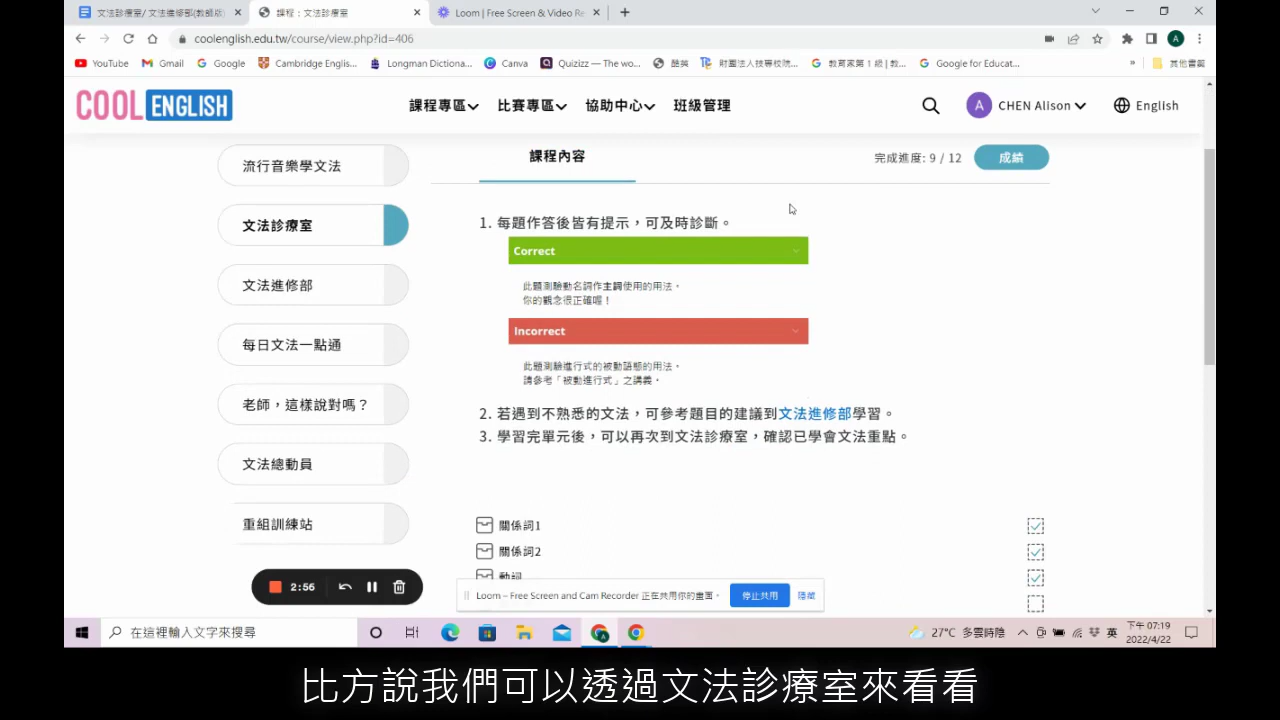 文法診療室/ 文法進修部(教師版)
課程：文法診療室
Loom | Free Screen & Video Re
coolenglish.edu.tw/course/view.php?id=406
A
YouTube
Gmail
Google
Cambridge Englis...
Longman Dictiona...
Canva
Quizizz — The wo...
酷英
財團法人技專校院...
教育家第 1 級 | 教...
Google for Educat...
»
其他書籤
COOL ENGLISH
課程專區
比賽專區
協助中心
班級管理
A
CHEN Alison
English
流行音樂學文法
文法診療室
文法進修部
每日文法一點通
老師，這樣說對嗎？
文法總動員
重組訓練站
課程內容
完成進度: 9 / 12
成績
1. 每題作答後皆有提示，可及時診斷。
Correct
此題測驗動名詞作主詞使用的用法。
你的觀念很正確喔！
Incorrect
此題測驗進行式的被動語態的用法。
請參考「被動進行式」之講義。
2. 若遇到不熟悉的文法，可參考題目的建議到文法進修部學習。
3. 學習完單元後，可以再次到文法診療室，確認已學會文法重點。
關係詞1
關係詞2
動詞
2:56
Loom – Free Screen and Cam Recorder 正在共用你的畫面。
停止共用
隱藏
在這裡輸入文字來搜尋
27°C 多雲時陰
英
下午 07:19
2022/4/22
比方說我們可以透過文法診療室來看看